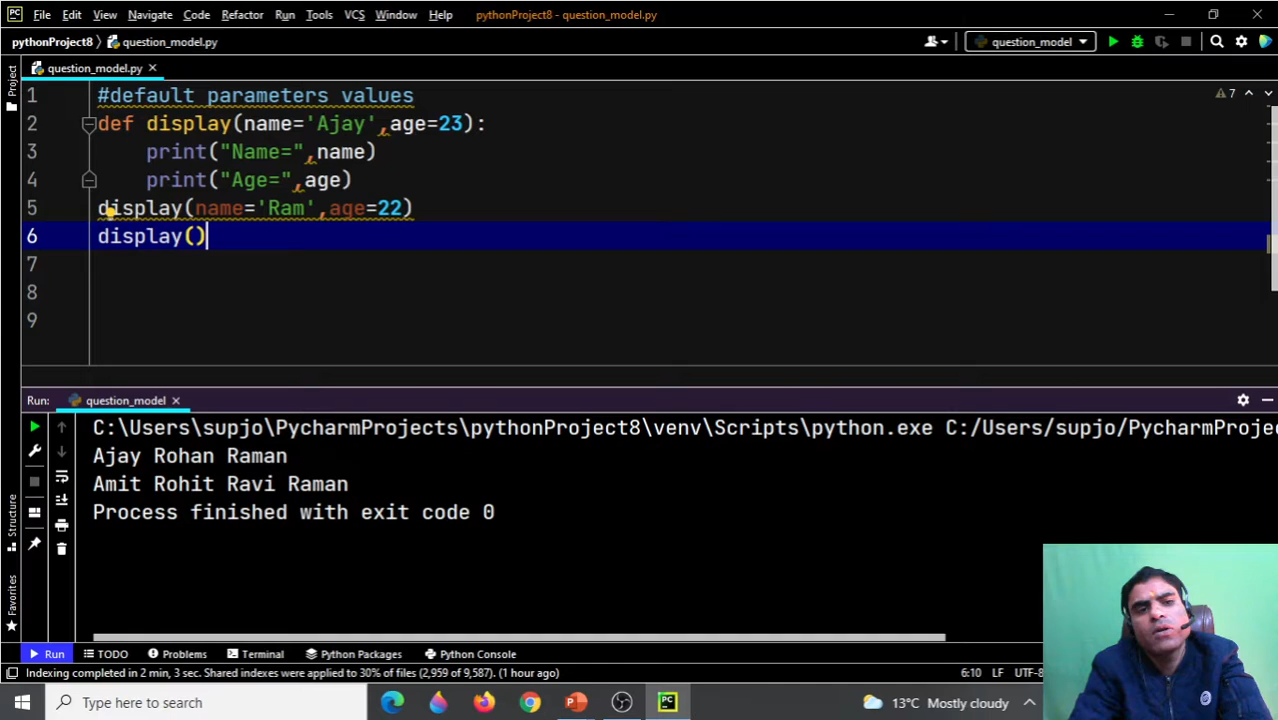 PC File Edit View Navigate Code Refactor Run Tools VCS Window Help pythonProject8 - question_model.py
pythonProject8 question_model.py question_model
Project question_model.py
1 #default parameters values
2 def display(name='Ajay',age=23):
3 print("Name=",name)
4 print("Age=",age)
5 display(name='Ram',age=22)
6 display()
7
8
9
7
Run: question_model
C:\Users\supjo\PycharmProjects\pythonProject8\venv\Scripts\python.exe C:/Users/supjo/PycharmProje
Ajay Rohan Raman
Amit Rohit Ravi Raman
Process finished with exit code 0
Structure
Favorites
Run TODO Problems Terminal Python Packages Python Console
Indexing completed in 2 min, 3 sec. Shared indexes were applied to 30% of files (2,959 of 9,587). (1 hour ago) 6:10 LF UTF-8
Type here to search PC 13°C Mostly cloudy